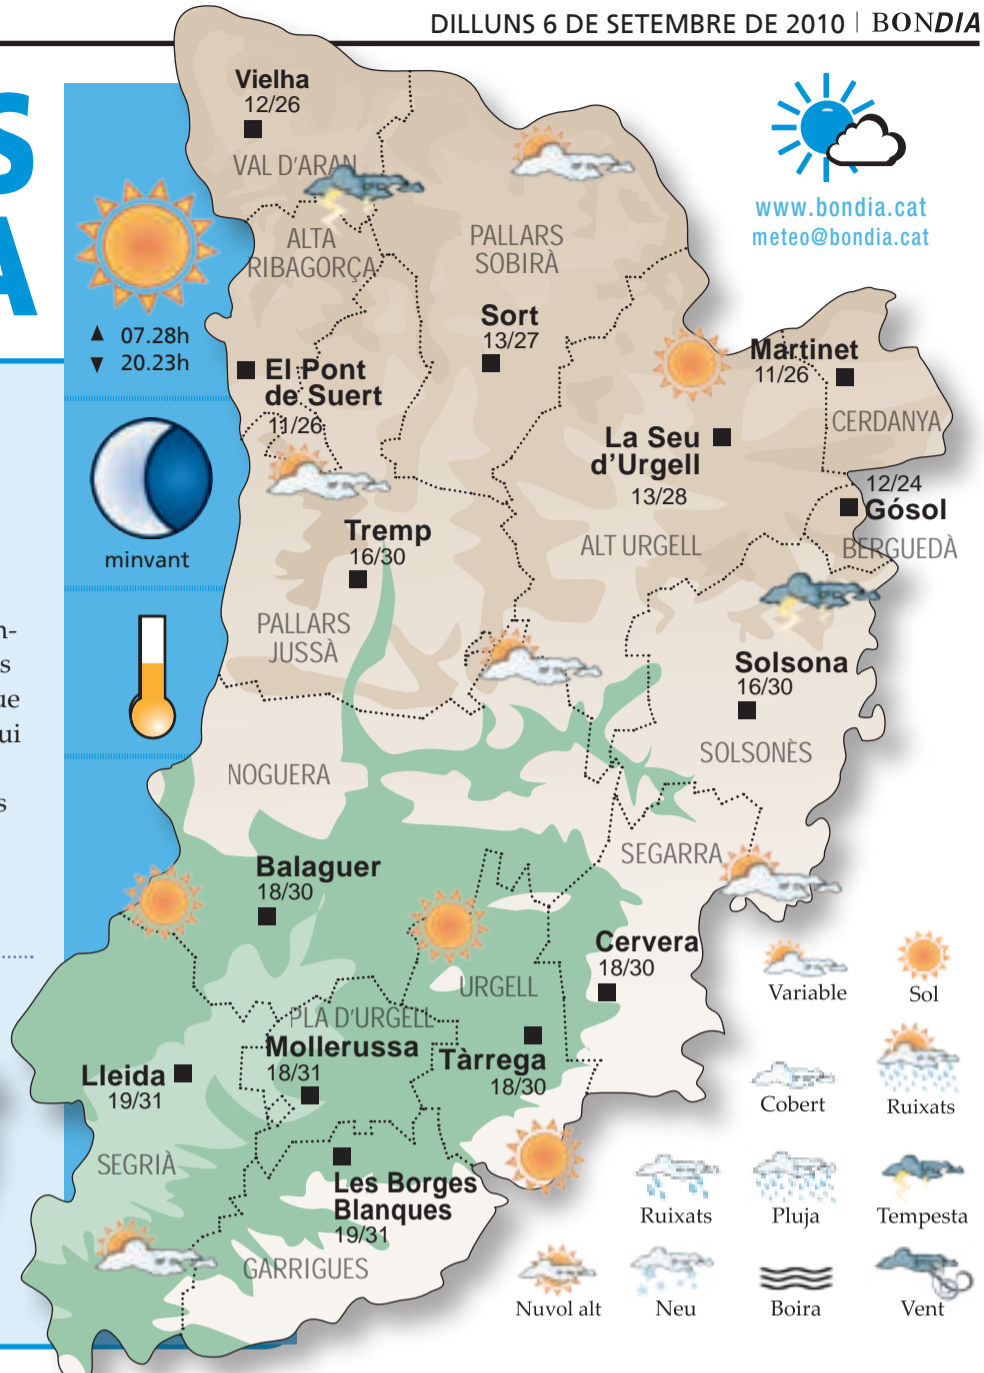 DILLUNS 6 DE SETEMBRE DE 2010 | BONDIA
S
A
www.bondia.cat
meteo@bondia.cat
07.28h
20.23h
minvant
n-
s
ue
ui
s
Vielha
12/26
VAL D'ARAN
ALTA
RIBAGORÇA
PALLARS
SOBIRÀ
Sort
13/27
El Pont
de Suert
11/26
Martinet
11/26
CERDANYA
La Seu
d'Urgell
13/28
12/24
Gósol
BERGUEDÀ
ALT URGELL
Tremp
16/30
PALLARS
JUSSÀ
Solsona
16/30
SOLSONÈS
NOGUERA
SEGARRA
Balaguer
18/30
Cervera
18/30
URGELL
PLA D'URGELL
Mollerussa
18/31
Tàrrega
18/30
Lleida
19/31
SEGRIÀ
Les Borges
Blanques
19/31
GARRIGUES
Variable
Sol
Cobert
Ruixats
Ruixats
Pluja
Tempesta
Nuvol alt
Neu
Boira
Vent